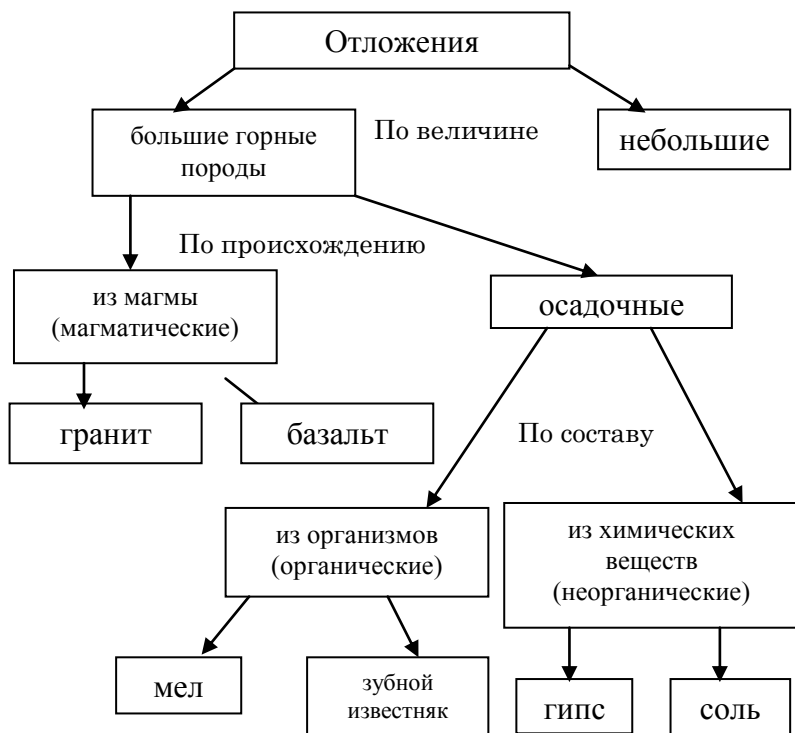 Отложения
большие горные
породы
По величине
небольшие
По происхождению
из магмы
(магматические)
осадочные
гранит
базальт
По составу
из организмов
(органические)
из химических
веществ
(неорганические)
мел
зубной
известняк
гипс
соль